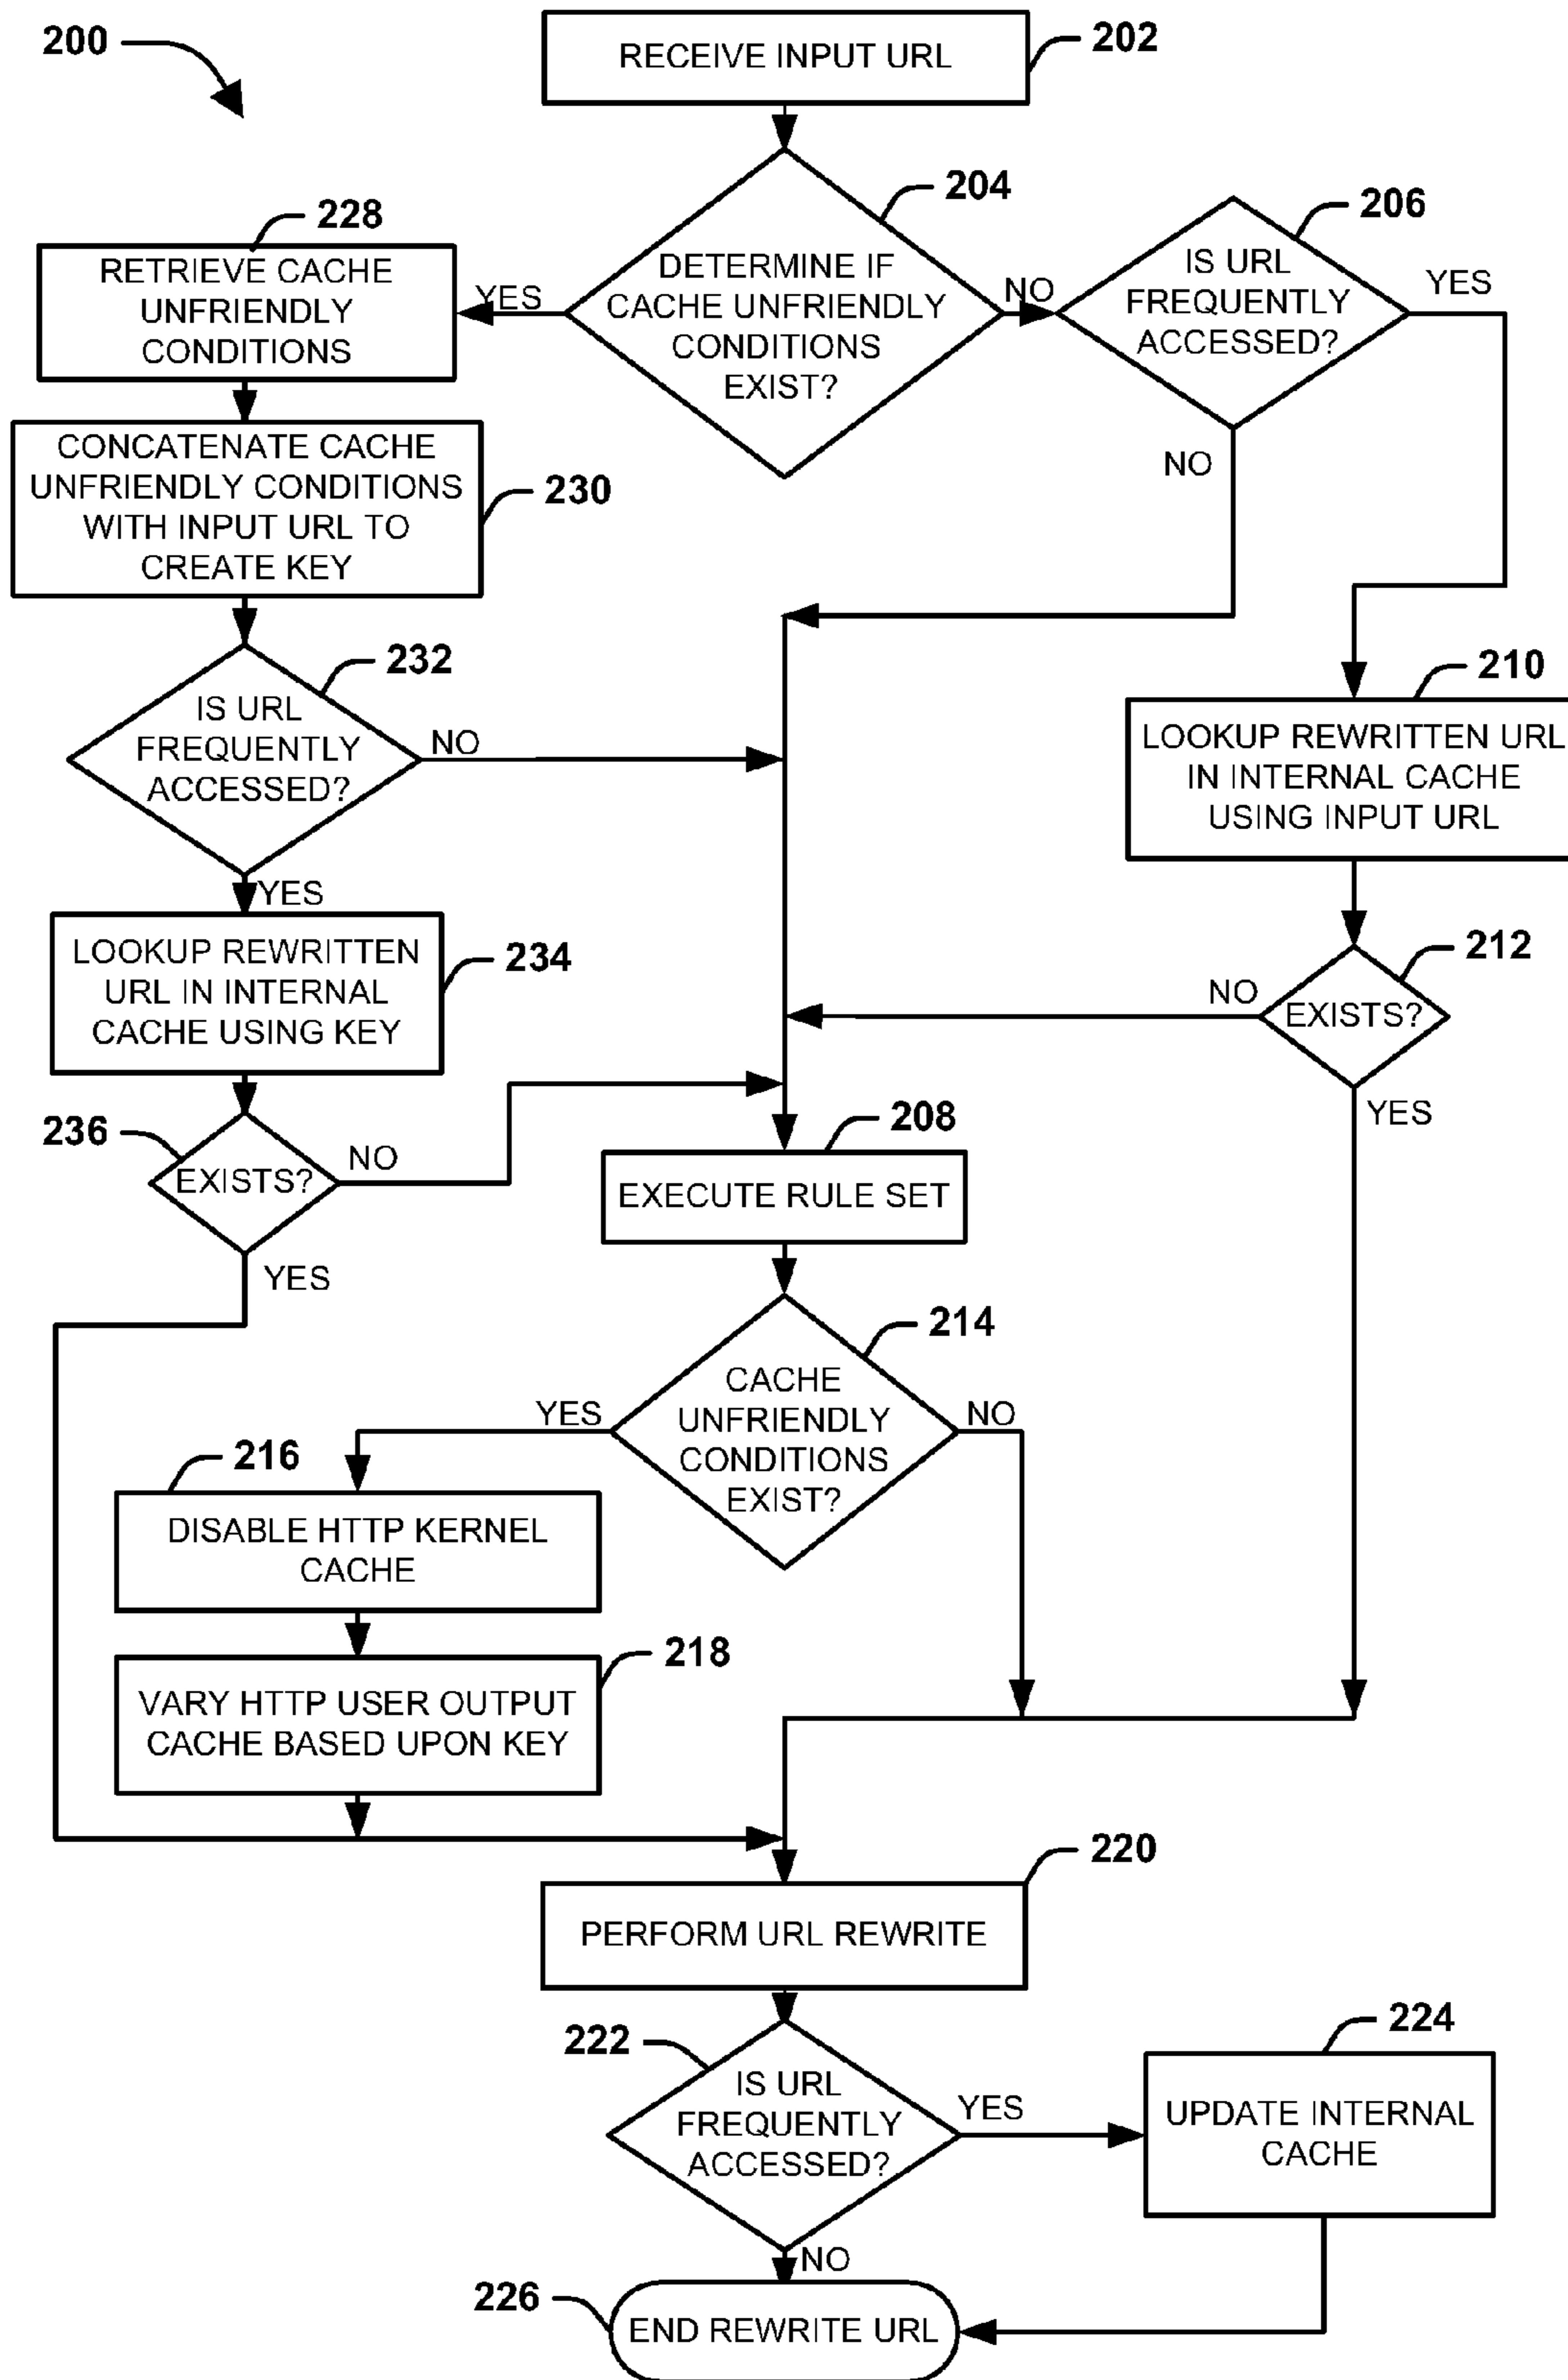 200
RECEIVE INPUT URL
202
204
DETERMINE IF
CACHE UNFRIENDLY
CONDITIONS
EXIST?
YES
NO
206
IS URL
FREQUENTLY
ACCESSED?
YES
NO
228
RETRIEVE CACHE
UNFRIENDLY
CONDITIONS
CONCATENATE CACHE
UNFRIENDLY CONDITIONS
WITH INPUT URL TO
CREATE KEY
230
232
IS URL
FREQUENTLY
ACCESSED?
NO
YES
210
LOOKUP REWRITTEN URL
IN INTERNAL CACHE
USING INPUT URL
LOOKUP REWRITTEN
URL IN INTERNAL
CACHE USING KEY
234
212
EXISTS?
NO
YES
236
EXISTS?
NO
YES
208
EXECUTE RULE SET
214
CACHE
UNFRIENDLY
CONDITIONS
EXIST?
YES
NO
216
DISABLE HTTP KERNEL
CACHE
218
VARY HTTP USER OUTPUT
CACHE BASED UPON KEY
220
PERFORM URL REWRITE
222
IS URL
FREQUENTLY
ACCESSED?
YES
NO
224
UPDATE INTERNAL
CACHE
226
END REWRITE URL